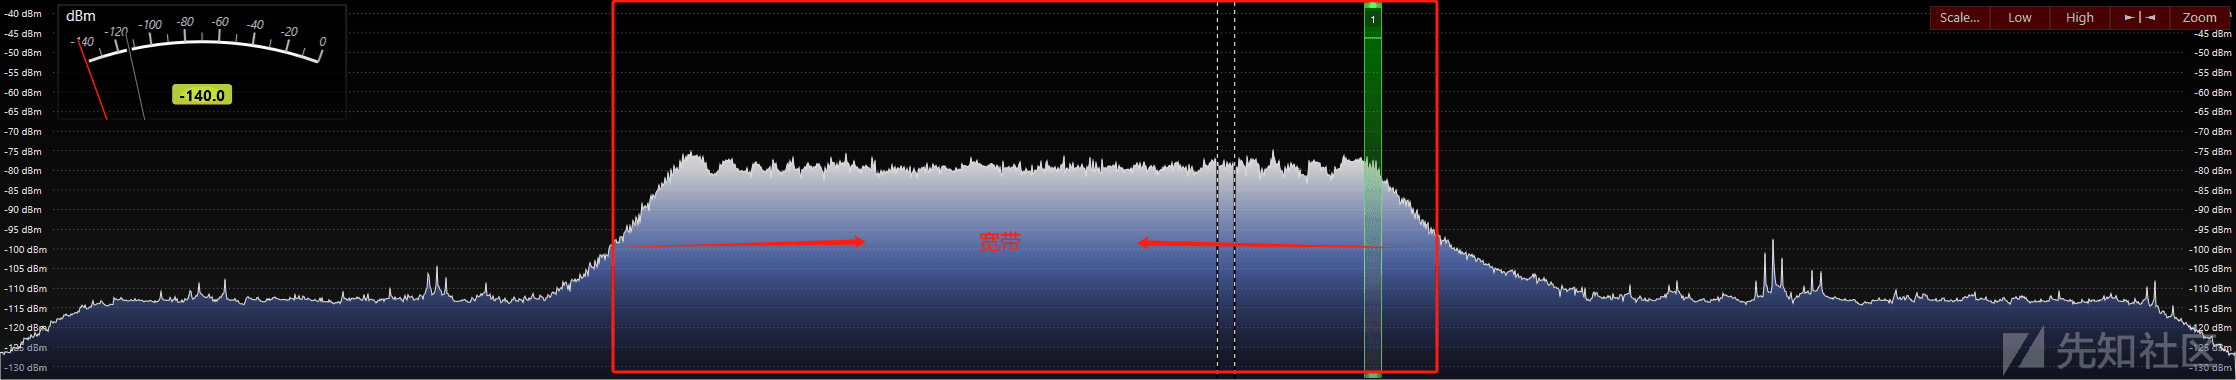 dBm
-140 -120 -100 -80 -60 -40 -20 0
-140.0
1
Scale... Low High Zoom
-40 dBm
-45 dBm -45 dBm
-50 dBm -50 dBm
-55 dBm -55 dBm
-60 dBm -60 dBm
-65 dBm -65 dBm
-70 dBm -70 dBm
-75 dBm -75 dBm
-80 dBm -80 dBm
-85 dBm -85 dBm
-90 dBm -90 dBm
-95 dBm -95 dBm
宽带
-100 dBm -100 dBm
-105 dBm -105 dBm
-110 dBm -110 dBm
-115 dBm -115 dBm
-120 dBm -120 dBm
-125 dBm -125 dBm
-130 dBm -130 dBm
先知社区